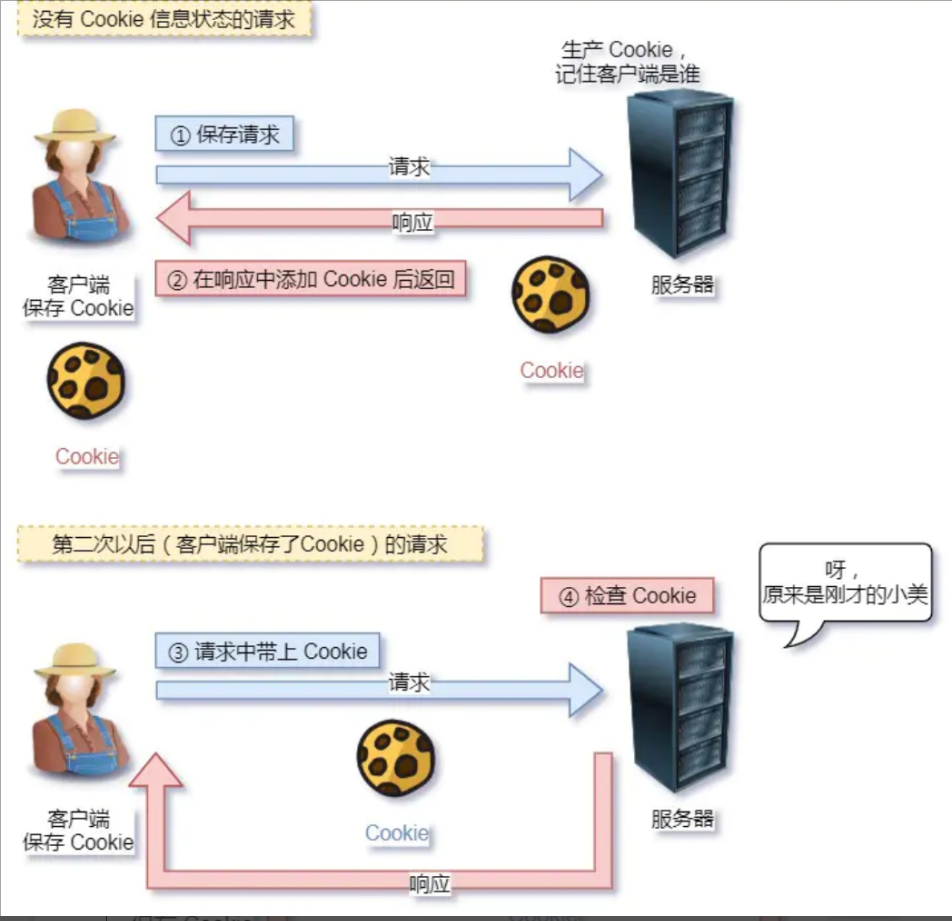 没有 Cookie 信息状态的请求
生产 Cookie，
记住客户端是谁
① 保存请求
请求
响应
② 在响应中添加 Cookie 后返回
客户端
保存 Cookie
服务器
Cookie
Cookie
第二次以后（客户端保存了Cookie）的请求
④ 检查 Cookie
呀，
原来是刚才的小美
③ 请求中带上 Cookie
请求
客户端
保存 Cookie
服务器
Cookie
响应